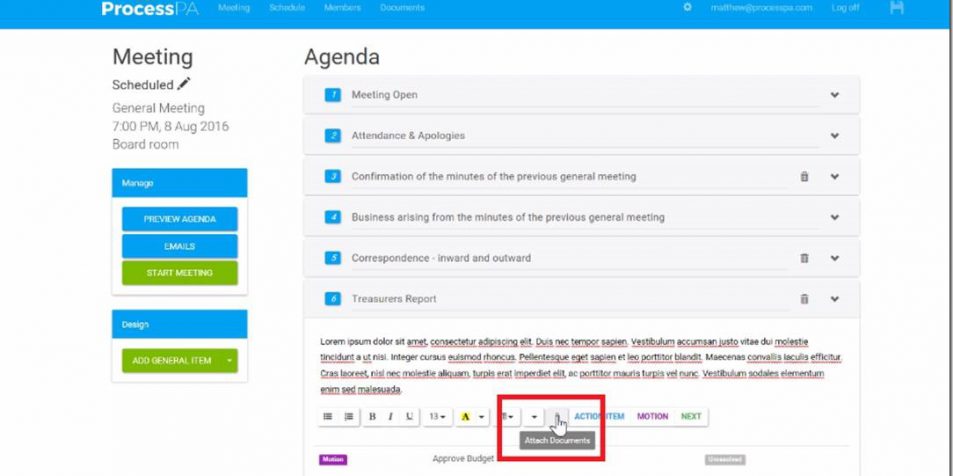 ProcessPA Meeting Schedule Members Documents matthew@processpa.com Log off
Meeting
Scheduled
General Meeting
7:00 PM, 8 Aug 2016
Board room
Manage
PREVIEW AGENDA
EMAILS
START MEETING
Design
ADD GENERAL ITEM
Agenda
1 Meeting Open
2 Attendance & Apologies
3 Confirmation of the minutes of the previous general meeting
4 Business arising from the minutes of the previous general meeting
5 Correspondence - inward and outward
6 Treasurers Report
Lorem ipsum dolor sit amet, consectetur adipiscing elit. Duis nec tempor sapien. Vestibulum accumsan justo vitae dui molestie
tincidunt a ut nisi. Integer cursus euismod rhoncus. Pellentesque eget sapien et leo porttitor blandit. Maecenas convallis iaculis efficitur.
Cras laoreet, nisl nec molestie aliquam, turpis erat imperdiet elit, ac porttitor mauris turpis vel nunc. Vestibulum sodales elementum
enim sed malesuada.
B I U 13 A ACTION ITEM MOTION NEXT
Attach Documents
Motion Approve Budget Unresolved